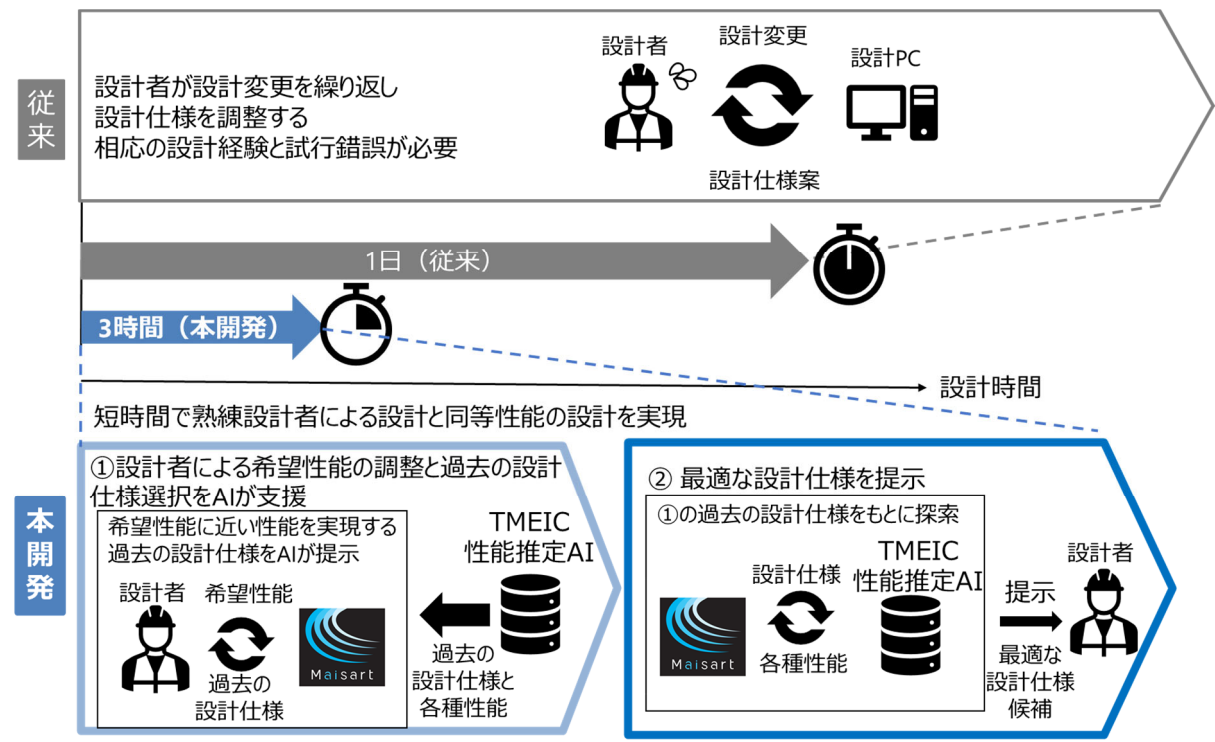 従来
設計者が設計変更を繰り返し
設計仕様を調整する
相応の設計経験と試行錯誤が必要
設計者
設計変更
設計PC
設計仕様案
1日（従来）
3時間（本開発）
設計時間
短時間で熟練設計者による設計と同等性能の設計を実現
本開発
①設計者による希望性能の調整と過去の設計
仕様選択をAIが支援
希望性能に近い性能を実現する
過去の設計仕様をAIが提示
設計者
希望性能
過去の
設計仕様
Maisart
TMEIC
性能推定AI
過去の
設計仕様と
各種性能
② 最適な設計仕様を提示
①の過去の設計仕様をもとに探索
Maisart
設計仕様
各種性能
TMEIC
性能推定AI
提示
最適な
設計仕様
候補
設計者